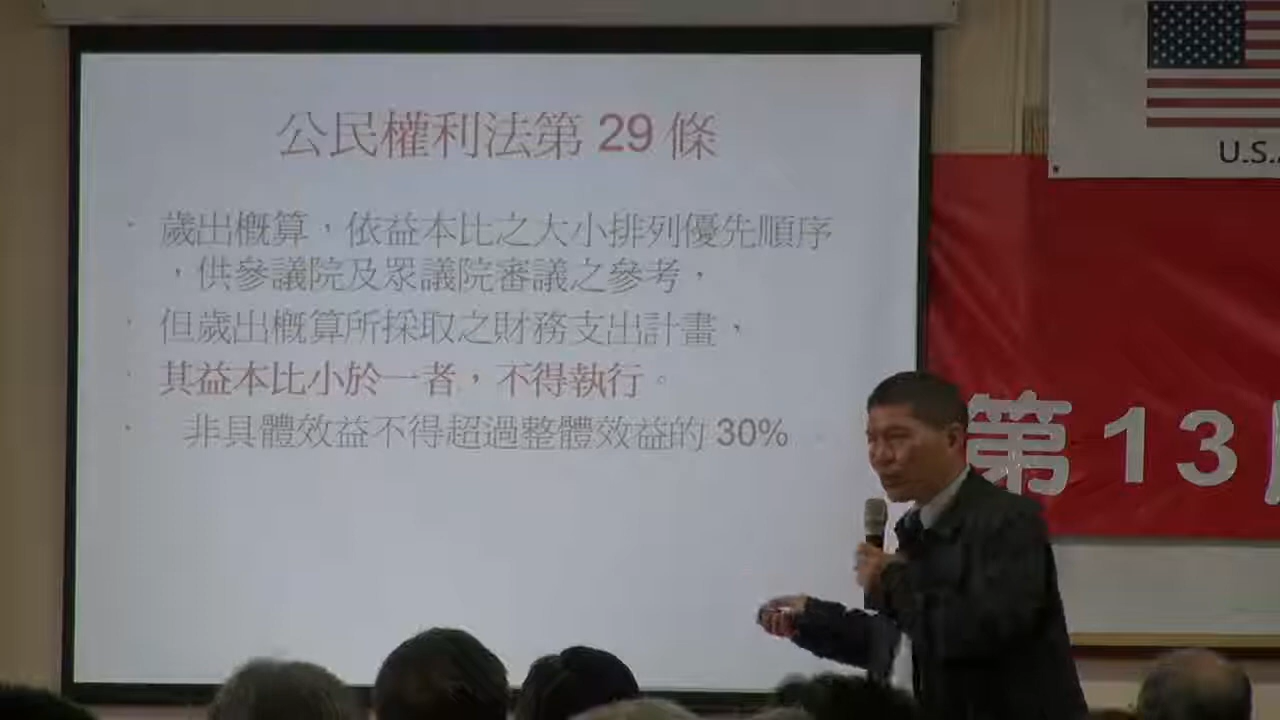 公民權利法第 29 條
歲出概算，依益本比之大小排列優先順序
，供參議院及眾議院審議之參考，
但歲出概算所採取之財務支出計畫，
其益本比小於一者，不得執行。
非具體效益不得超過整體效益的 30%
U.S.
第 13